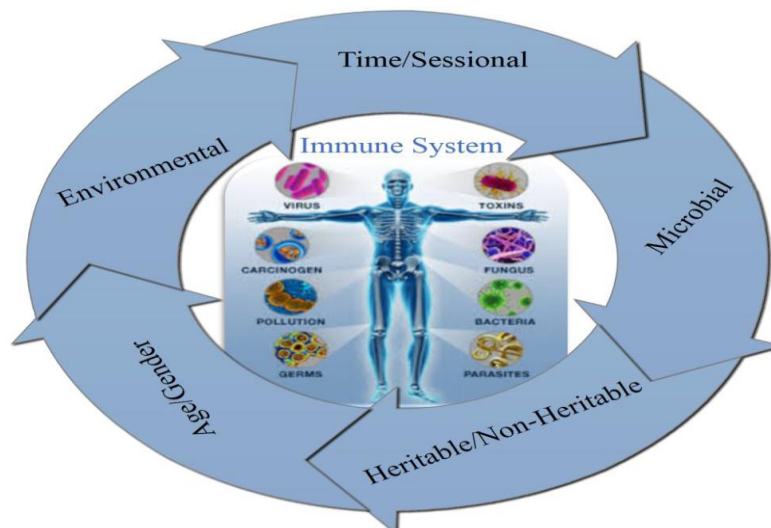 Time/Sessional
Environmental
Microbial
Immune System
VIRUS
TOXINS
CARCINOGEN
FUNGUS
POLLUTION
BACTERIA
GERMS
PARASITES
Age/Gender
Heritable/Non-Heritable